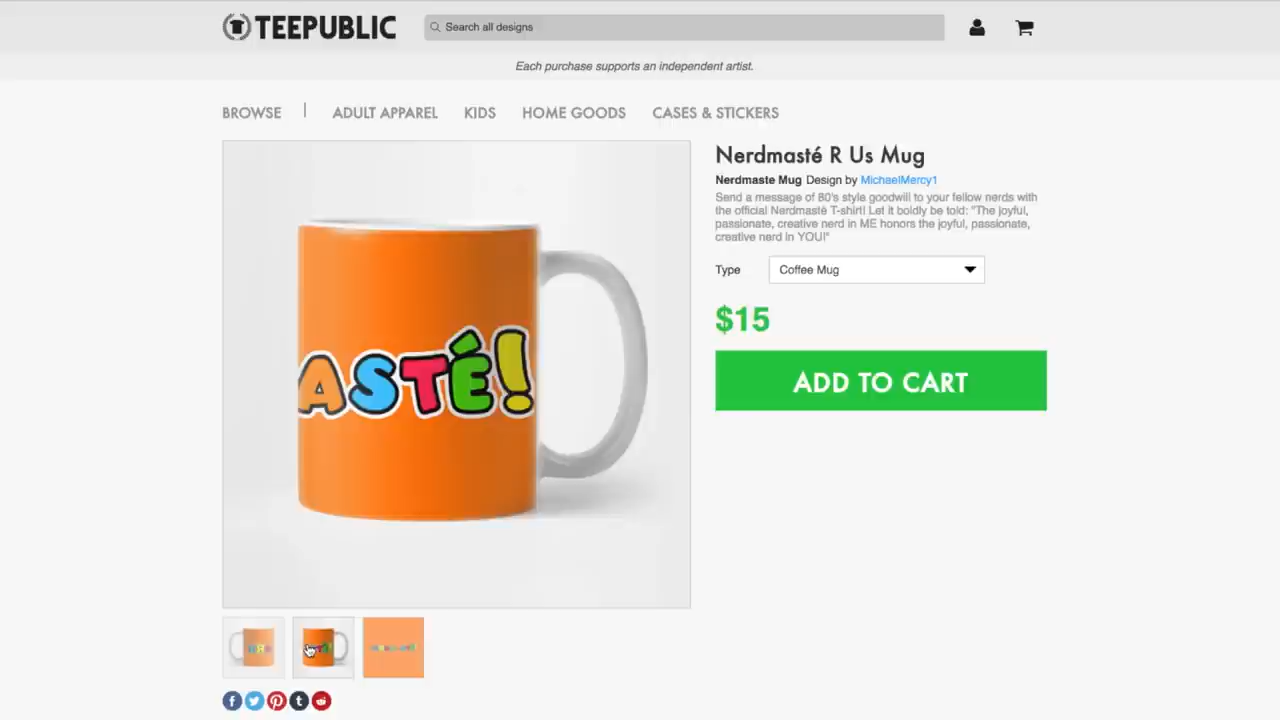 TEEPUBLIC
Search all designs
Each purchase supports an independent artist.
BROWSE | ADULT APPAREL KIDS HOME GOODS CASES & STICKERS
Nerdmasté R Us Mug
Nerdmaste Mug Design by MichaelMercy1
Send a message of 80's style goodwill to your fellow nerds with
the official Nerdmasté T-shirt! Let it boldly be told: "The joyful,
passionate, creative nerd in ME honors the joyful, passionate,
creative nerd in YOU!"
Type Coffee Mug
$15
ADD TO CART
ASTÉ!